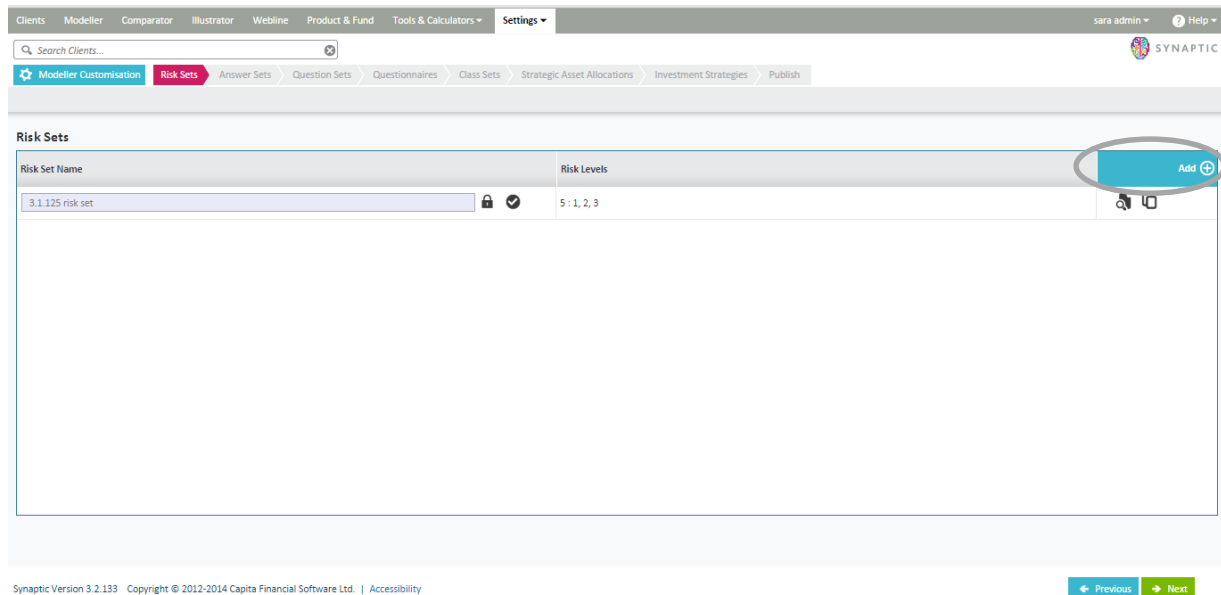 Clients Modeller Comparator Illustrator Webline Product & Fund Tools & Calculators Settings sara admin ? Help
Search Clients... SYNAPTIC
Modeller Customisation Risk Sets Answer Sets Question Sets Questionnaires Class Sets Strategic Asset Allocations Investment Strategies Publish
Risk Sets
Risk Set Name Risk Levels Add
3.1.125 risk set 5 : 1, 2, 3
Synaptic Version 3.2.133 Copyright © 2012-2014 Capita Financial Software Ltd. | Accessibility Previous Next